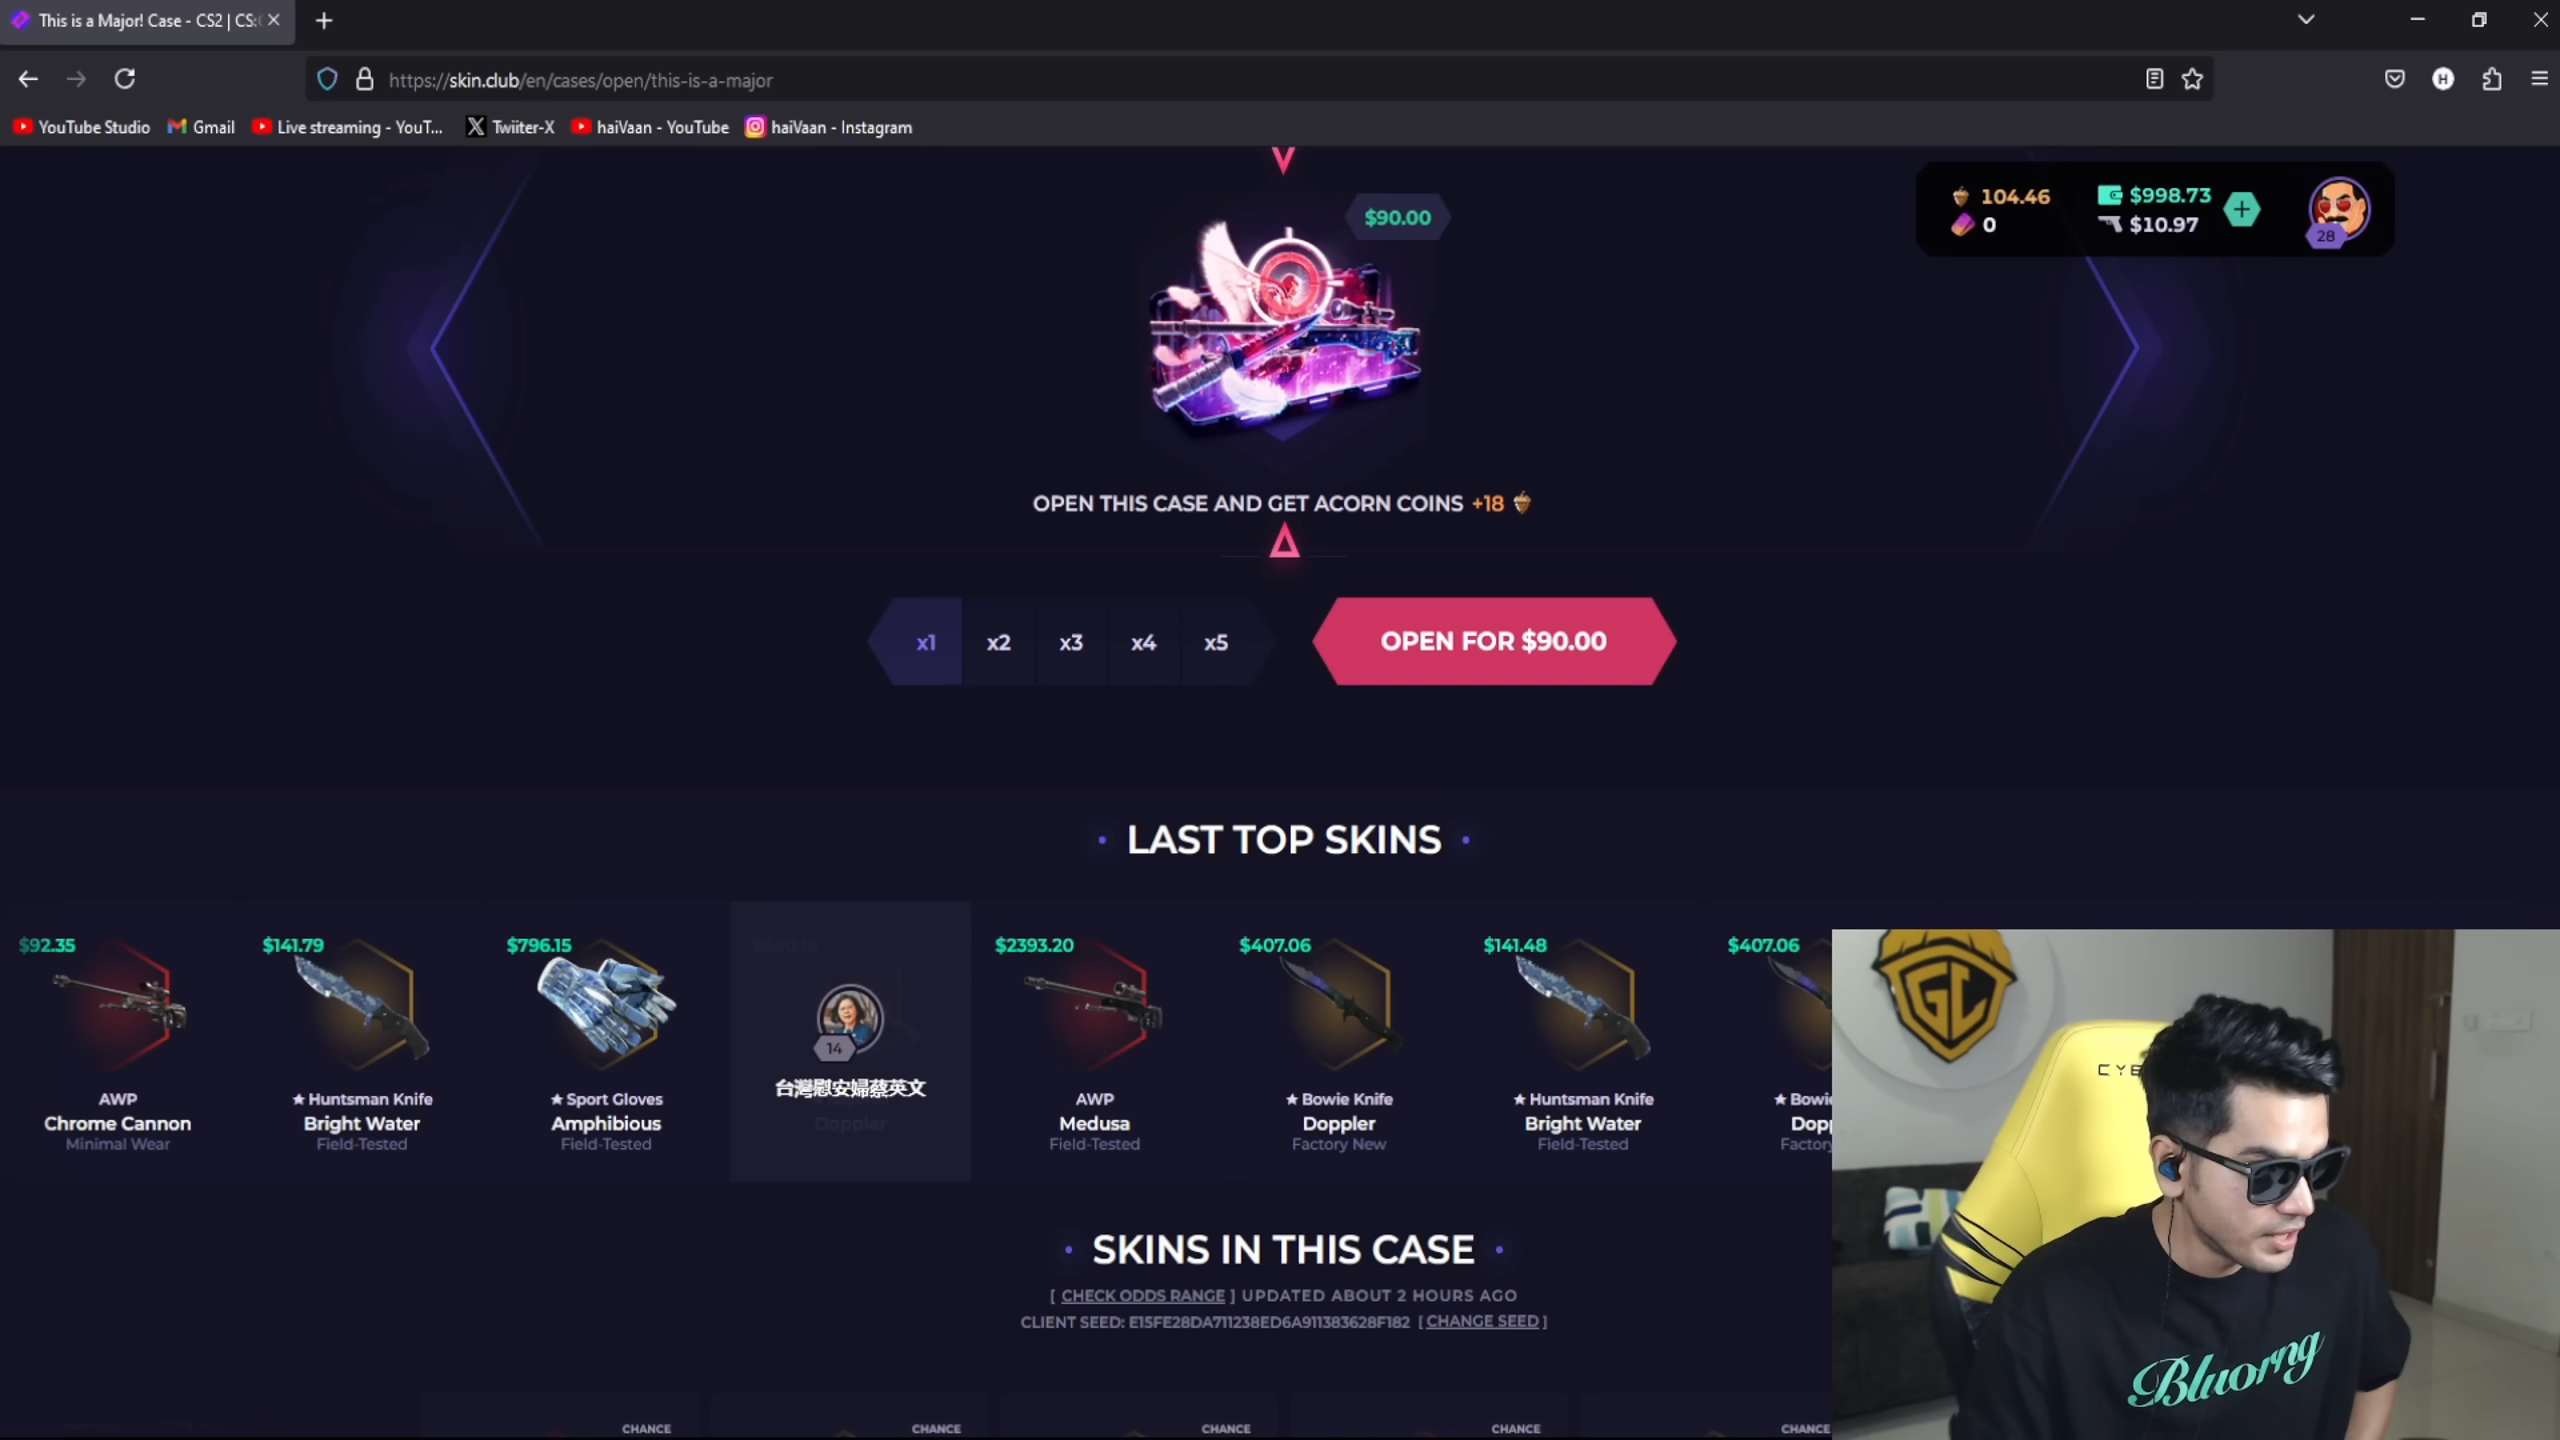 This is a Major! Case - CS2 | CS:
https://skin.club/en/cases/open/this-is-a-major
H
YouTube Studio
Gmail
Live streaming - YouT...
Twiiter-X
haiVaan - YouTube
haiVaan - Instagram
$90.00
104.46
$998.73
0
$10.97
28
OPEN THIS CASE AND GET ACORN COINS +18
x1 x2 x3 x4 x5
OPEN FOR $90.00
LAST TOP SKINS
$92.35
AWP
Chrome Cannon
Minimal Wear
$141.79
★ Huntsman Knife
Bright Water
Field-Tested
$796.15
★ Sport Gloves
Amphibious
Field-Tested
14
台灣慰安婦蔡英文
Doppler
$2393.20
AWP
Medusa
Field-Tested
$407.06
★ Bowie Knife
Doppler
Factory New
$141.48
★ Huntsman Knife
Bright Water
Field-Tested
$407.06
★ Bowi
Dopp
Factory
SKINS IN THIS CASE
[ CHECK ODDS RANGE ] UPDATED ABOUT 2 HOURS AGO
CLIENT SEED: E15FE28DA711238ED6A911383628F182 [ CHANGE SEED ]
CHANCE
CHANCE
CHANCE
CHANCE
CHANCE
GL
CYB
Bluorng